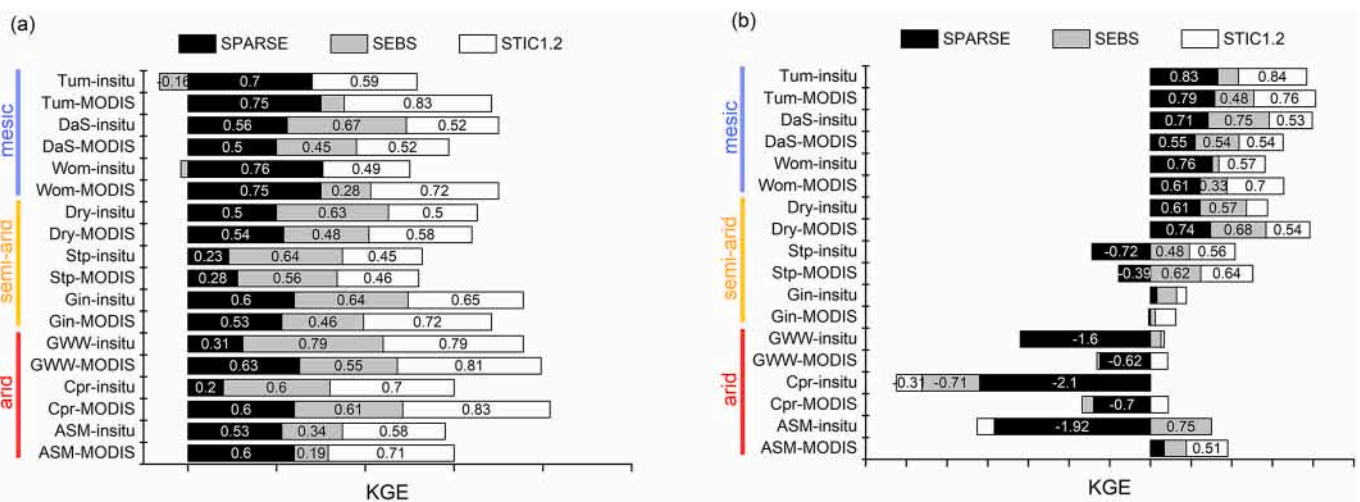 (a)
SPARSE SEBS STIC1.2
mesic
semi-arid
arid
Tum-insitu -0.16 0.7 0.59
Tum-MODIS 0.75 0.83
DaS-insitu 0.56 0.67 0.52
DaS-MODIS 0.5 0.45 0.52
Wom-insitu 0.76 0.49
Wom-MODIS 0.75 0.28 0.72
Dry-insitu 0.5 0.63 0.5
Dry-MODIS 0.54 0.48 0.58
Stp-insitu 0.23 0.64 0.45
Stp-MODIS 0.28 0.56 0.46
Gin-insitu 0.6 0.64 0.65
Gin-MODIS 0.53 0.46 0.72
GWW-insitu 0.31 0.79 0.79
GWW-MODIS 0.63 0.55 0.81
Cpr-insitu 0.2 0.6 0.7
Cpr-MODIS 0.6 0.61 0.83
ASM-insitu 0.53 0.34 0.58
ASM-MODIS 0.6 0.19 0.71
KGE
(b)
SPARSE SEBS STIC1.2
mesic
semi-arid
arid
Tum-insitu 0.83 0.84
Tum-MODIS 0.79 0.48 0.76
DaS-insitu 0.71 0.75 0.53
DaS-MODIS 0.55 0.54 0.54
Wom-insitu 0.76 0.57
Wom-MODIS 0.61 0.33 0.7
Dry-insitu 0.61 0.57
Dry-MODIS 0.74 0.68 0.54
Stp-insitu -0.72 0.48 0.56
Stp-MODIS -0.39 0.62 0.64
Gin-insitu
Gin-MODIS
GWW-insitu -1.6
GWW-MODIS -0.62
Cpr-insitu -0.31 -0.71 -2.1
Cpr-MODIS -0.7
ASM-insitu -1.92 0.75
ASM-MODIS 0.51
KGE